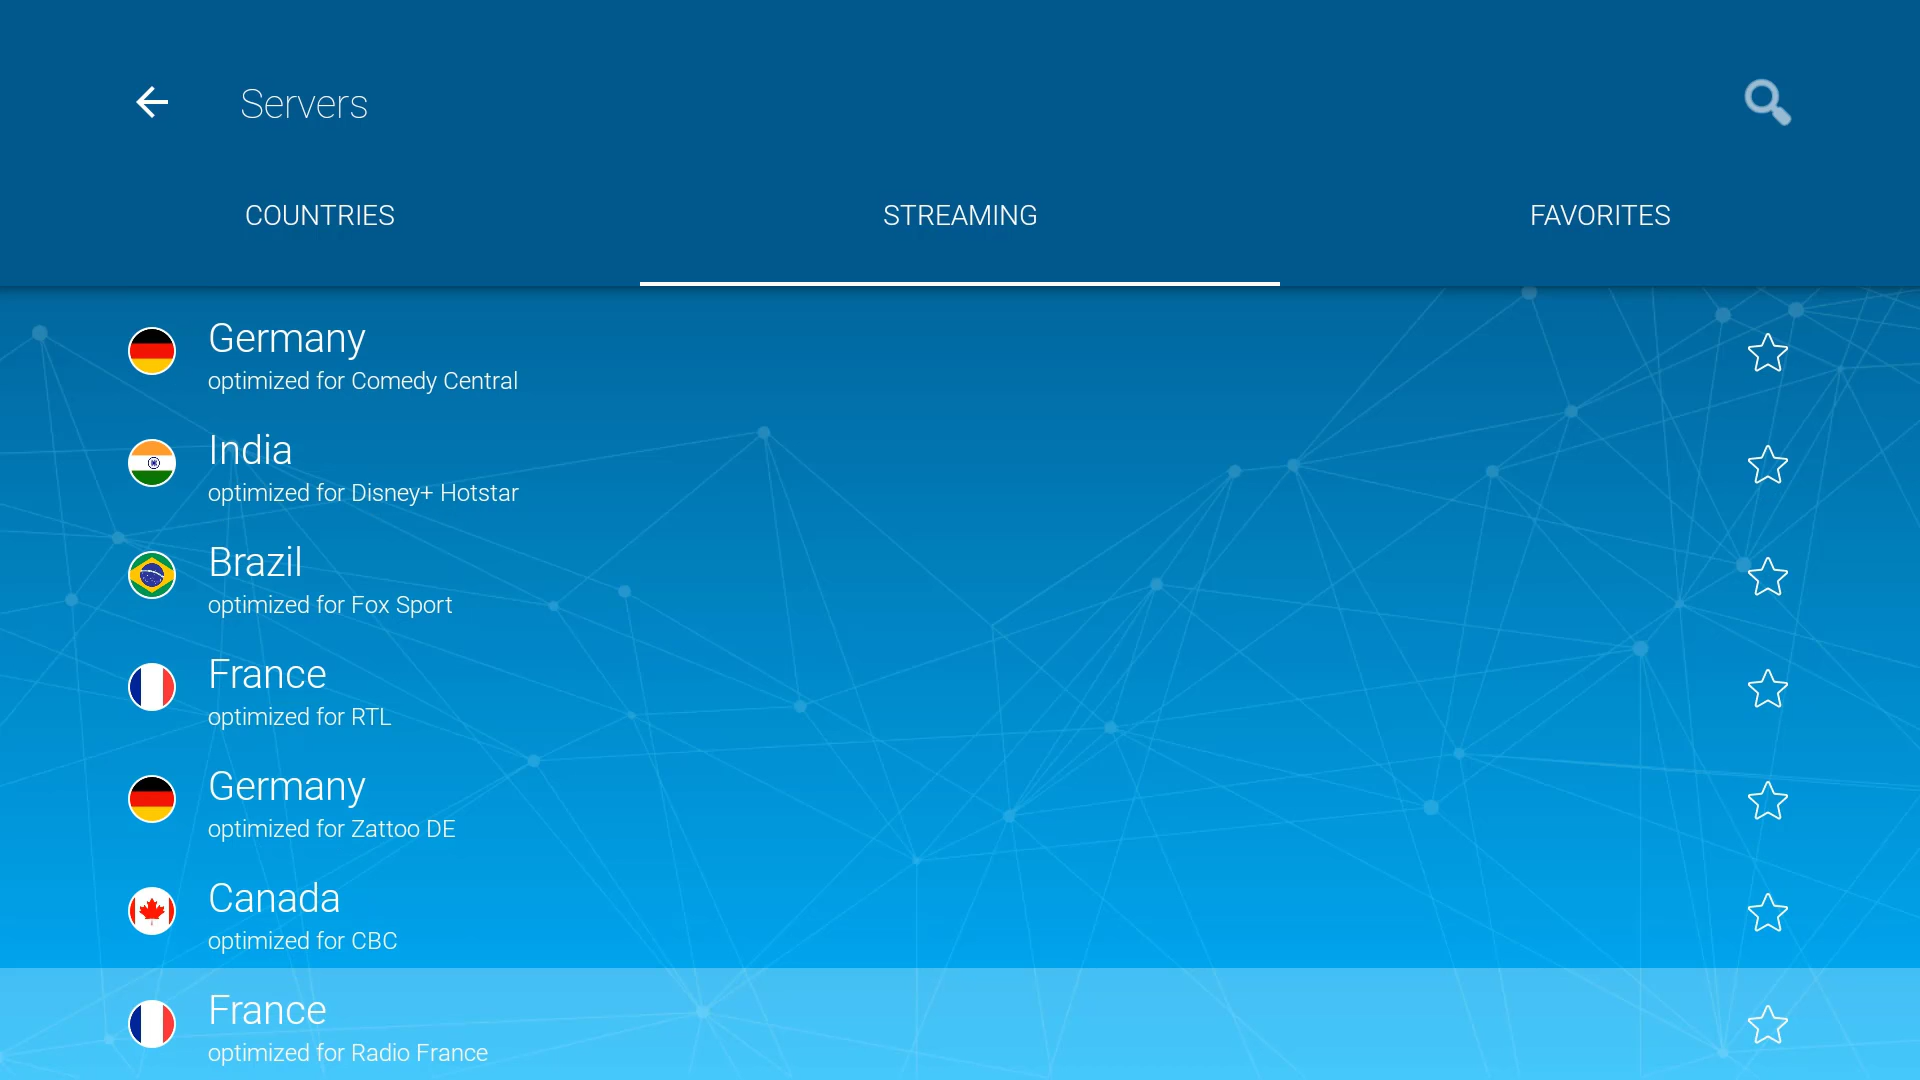 Servers
COUNTRIES STREAMING FAVORITES
Germany
optimized for Comedy Central
India
optimized for Disney+ Hotstar
Brazil
optimized for Fox Sport
France
optimized for RTL
Germany
optimized for Zattoo DE
Canada
optimized for CBC
France
optimized for Radio France